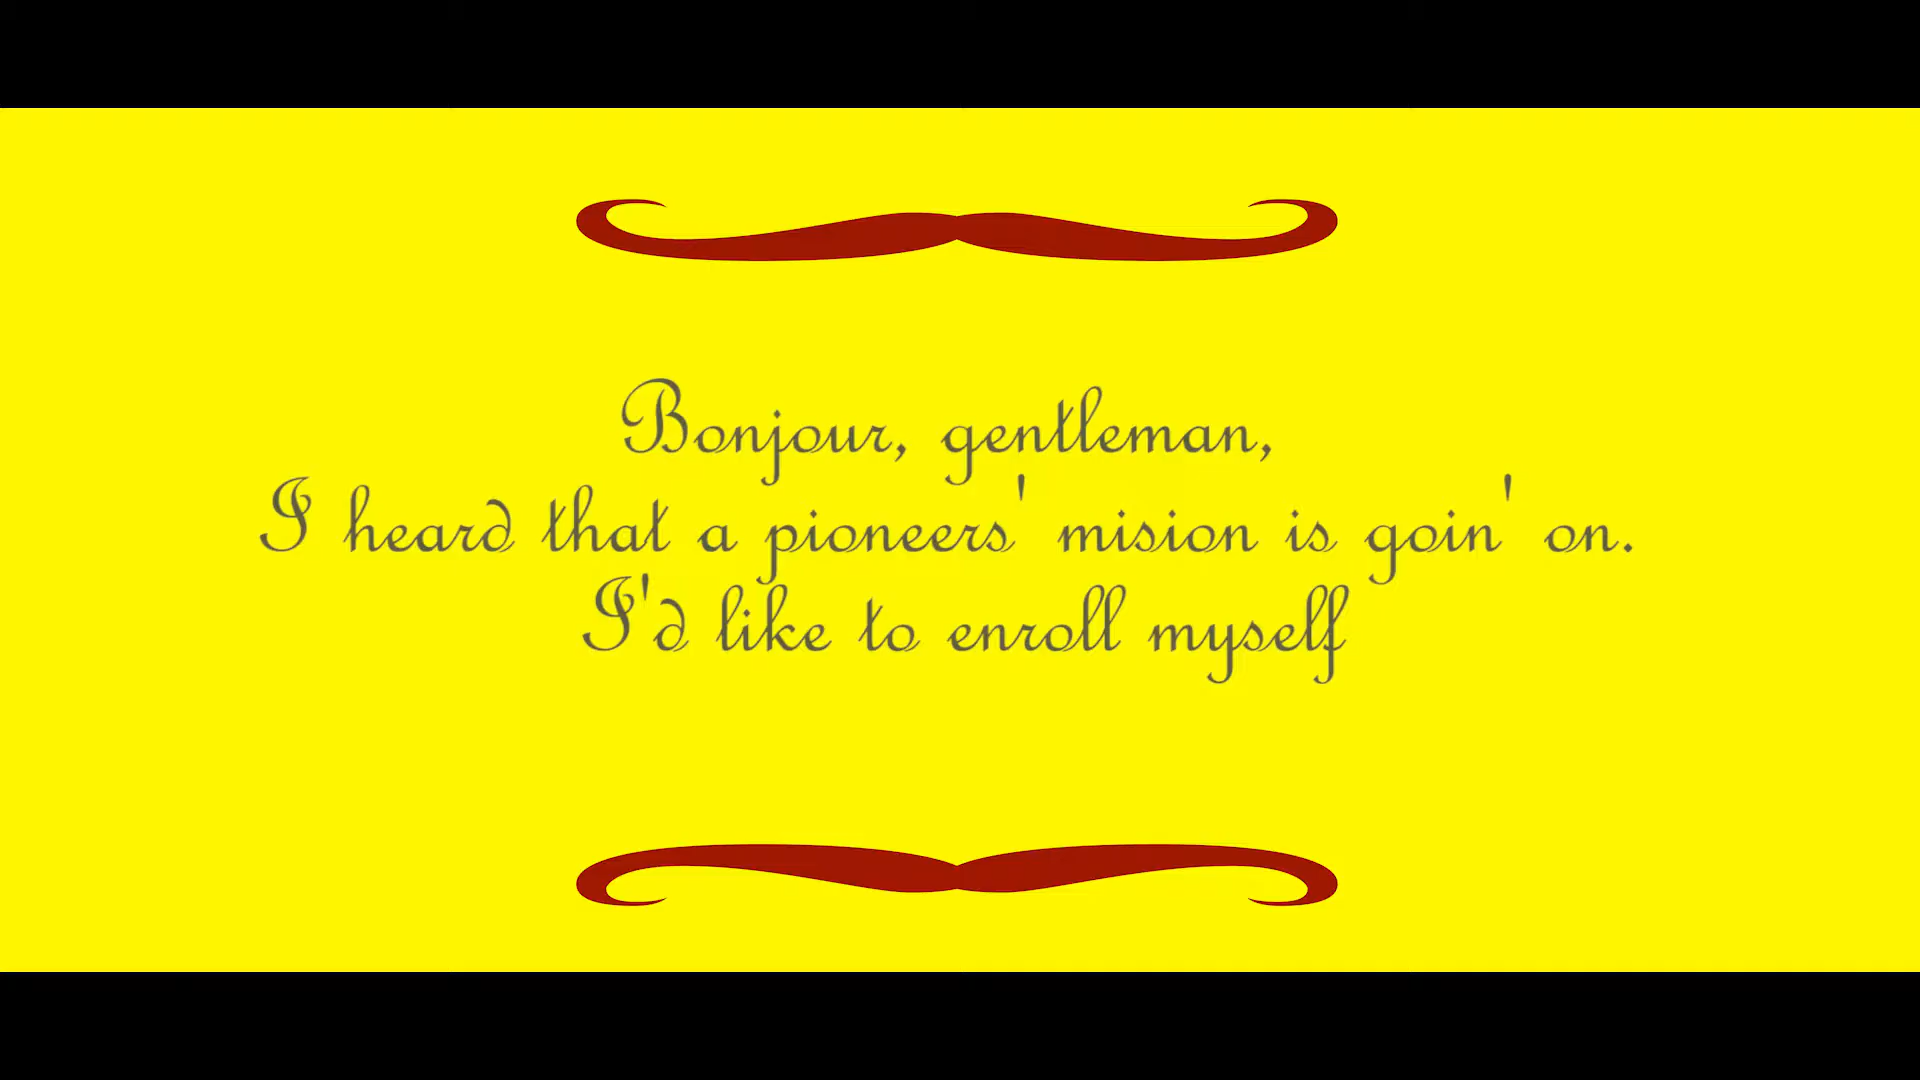 Bonjour, gentleman,
I heard that a pioneers' mision is goin' on.
I'd like to enroll myself